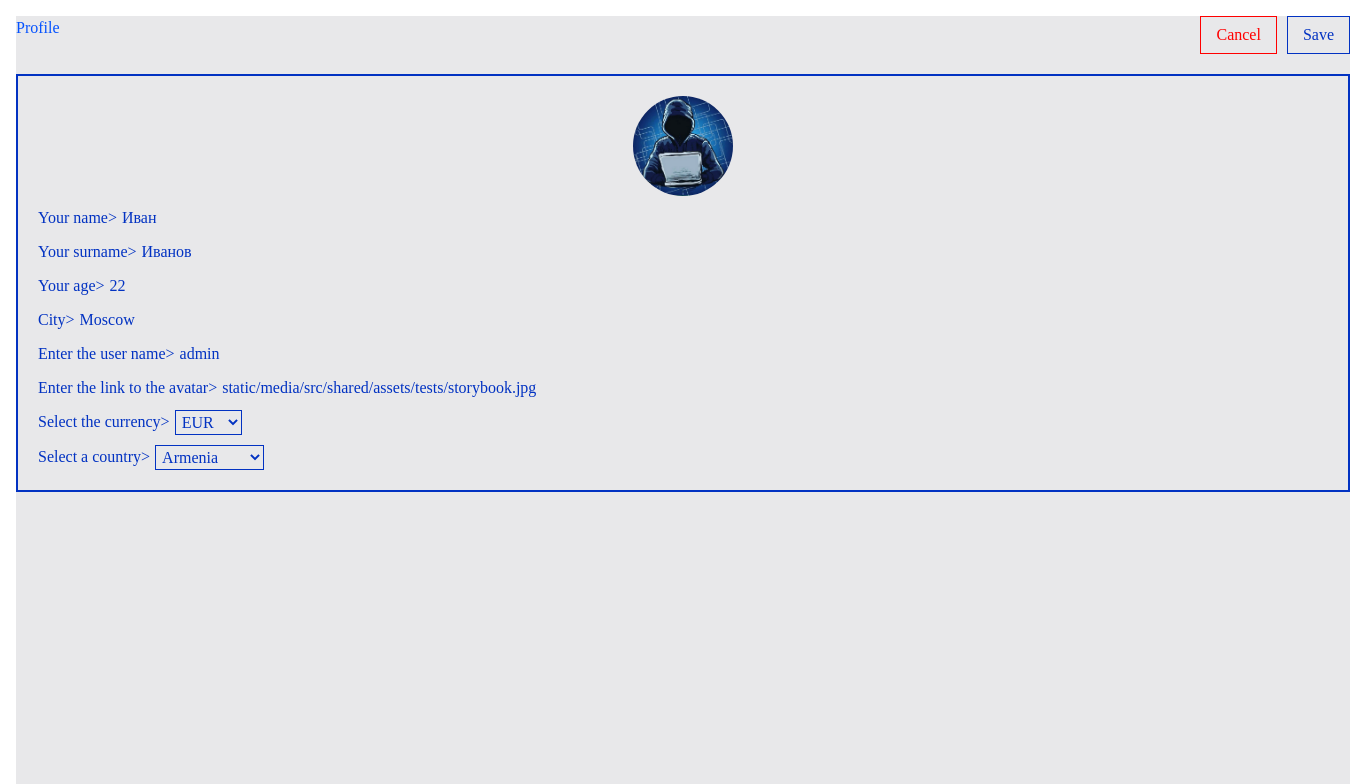 Profile
Cancel
Save
Your name> Иван
Your surname> Иванов
Your age> 22
City> Moscow
Enter the user name> admin
Enter the link to the avatar> static/media/src/shared/assets/tests/storybook.jpg
Select the currency> EUR
Select a country> Armenia